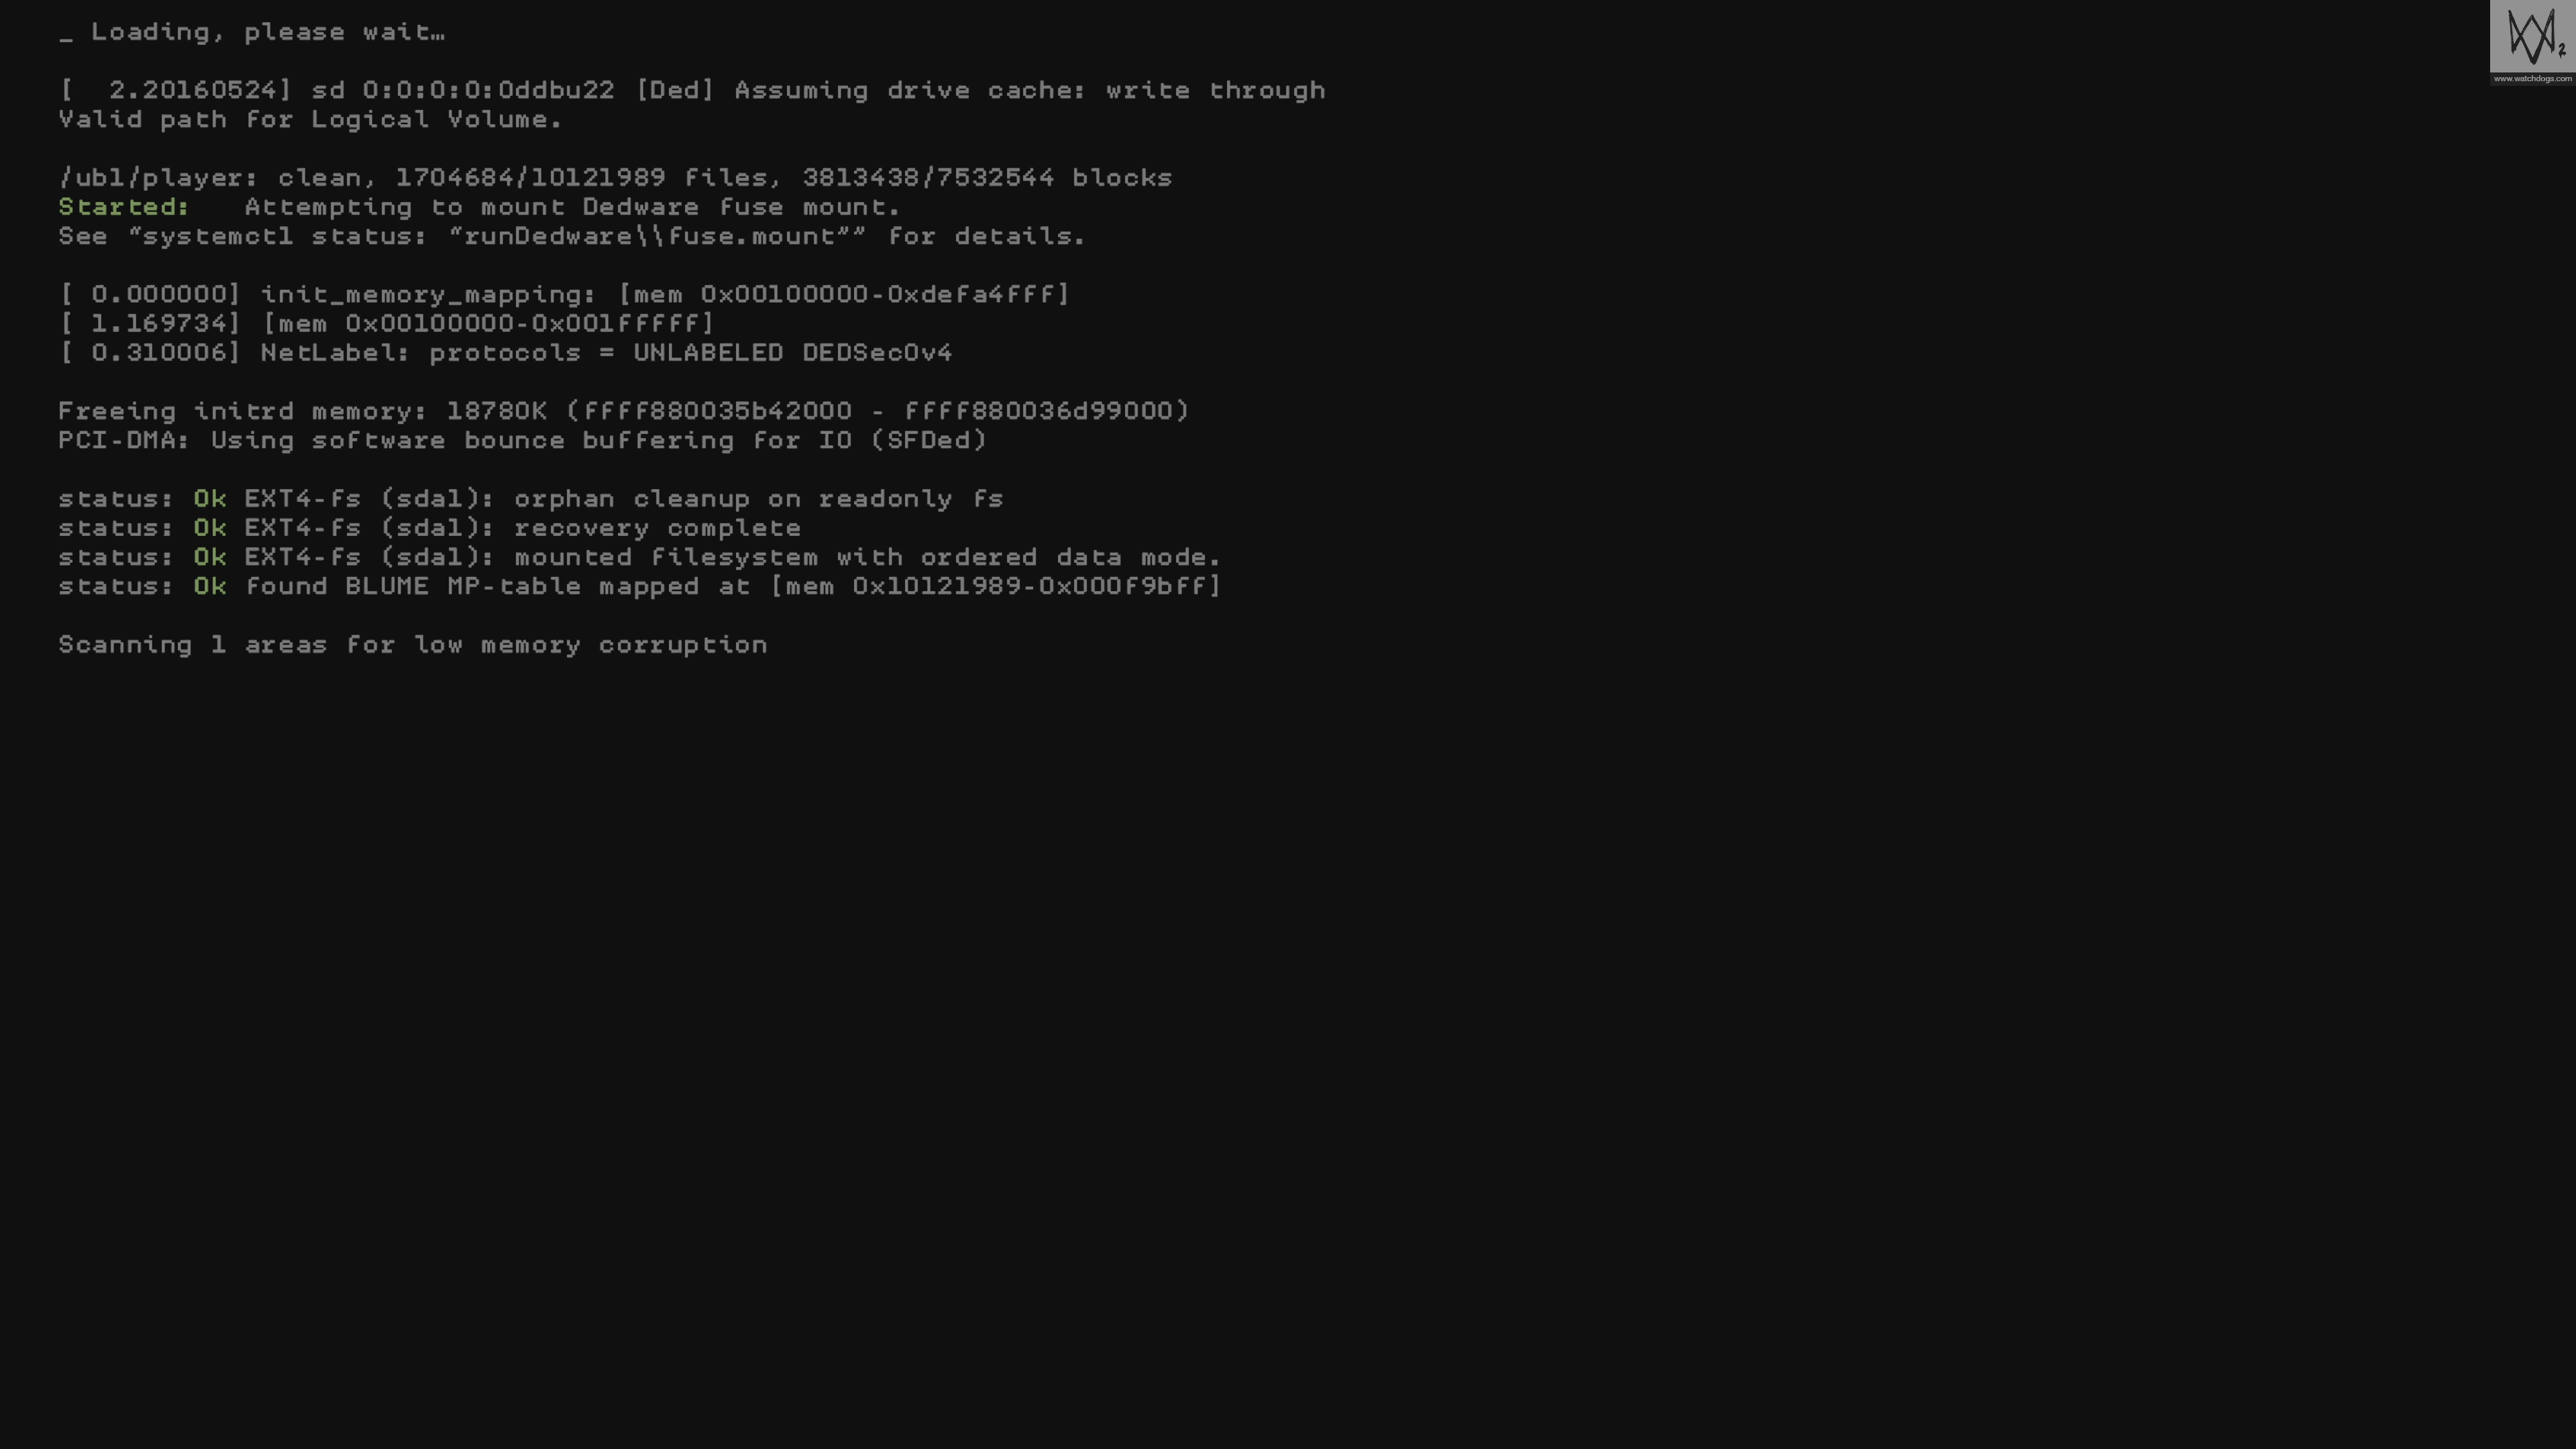 _ Loading, please wait…
[  2.20160524] sd 0:0:0:0:0ddbu22 [Ded] Assuming drive cache: write through
Valid path for Logical Volume.
/ubl/player: clean, 1704684/10121989 files, 3813438/7532544 blocks
Started:   Attempting to mount Dedware fuse mount.
See “systemctl status: “runDedware\\fuse.mount”” for details.
[ 0.000000] init_memory_mapping: [mem 0x00100000-0xdefa4fff]
[ 1.169734] [mem 0x00100000-0x001fffff]
[ 0.310006] NetLabel: protocols = UNLABELED DEDSec0v4
Freeing initrd memory: 18780K (ffff880035b42000 - ffff880036d99000)
PCI-DMA: Using software bounce buffering for IO (SFDed)
status: Ok EXT4-fs (sda1): orphan cleanup on readonly fs
status: Ok EXT4-fs (sda1): recovery complete
status: Ok EXT4-fs (sda1): mounted filesystem with ordered data mode.
status: Ok found BLUME MP-table mapped at [mem 0x10121989-0x000f9bff]
Scanning 1 areas for low memory corruption
2
www.watchdogs.com